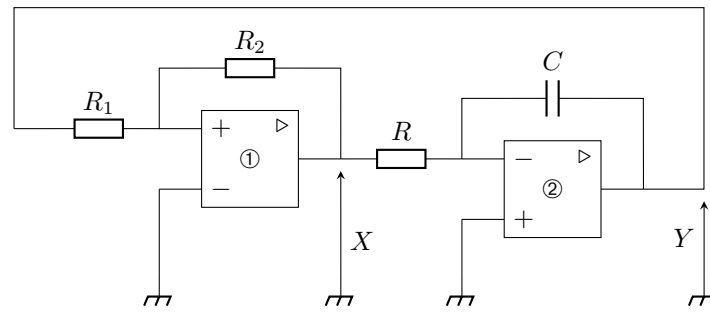 R₂
C
R₁
R
+
①
−
−
②
+
X
Y